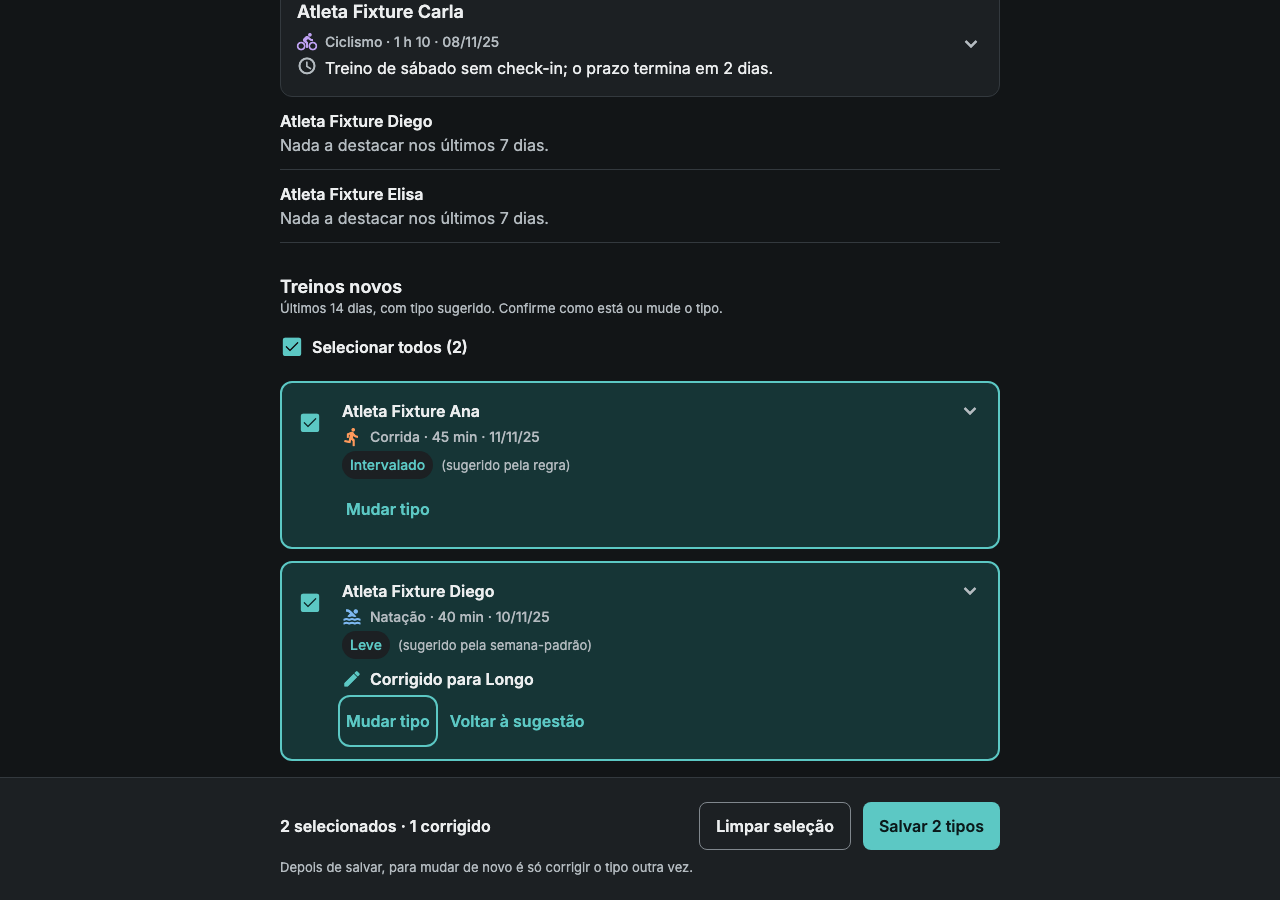 Atleta Fixture Carla
Ciclismo · 1 h 10 · 08/11/25
Treino de sábado sem check-in; o prazo termina em 2 dias.
Atleta Fixture Diego
Nada a destacar nos últimos 7 dias.
Atleta Fixture Elisa
Nada a destacar nos últimos 7 dias.
Treinos novos
Últimos 14 dias, com tipo sugerido. Confirme como está ou mude o tipo.
Selecionar todos (2)
Atleta Fixture Ana
Corrida · 45 min · 11/11/25
Intervalado (sugerido pela regra)
Mudar tipo
Atleta Fixture Diego
Natação · 40 min · 10/11/25
Leve (sugerido pela semana-padrão)
Corrigido para Longo
Mudar tipo Voltar à sugestão
2 selecionados · 1 corrigido Limpar seleção Salvar 2 tipos
Depois de salvar, para mudar de novo é só corrigir o tipo outra vez.